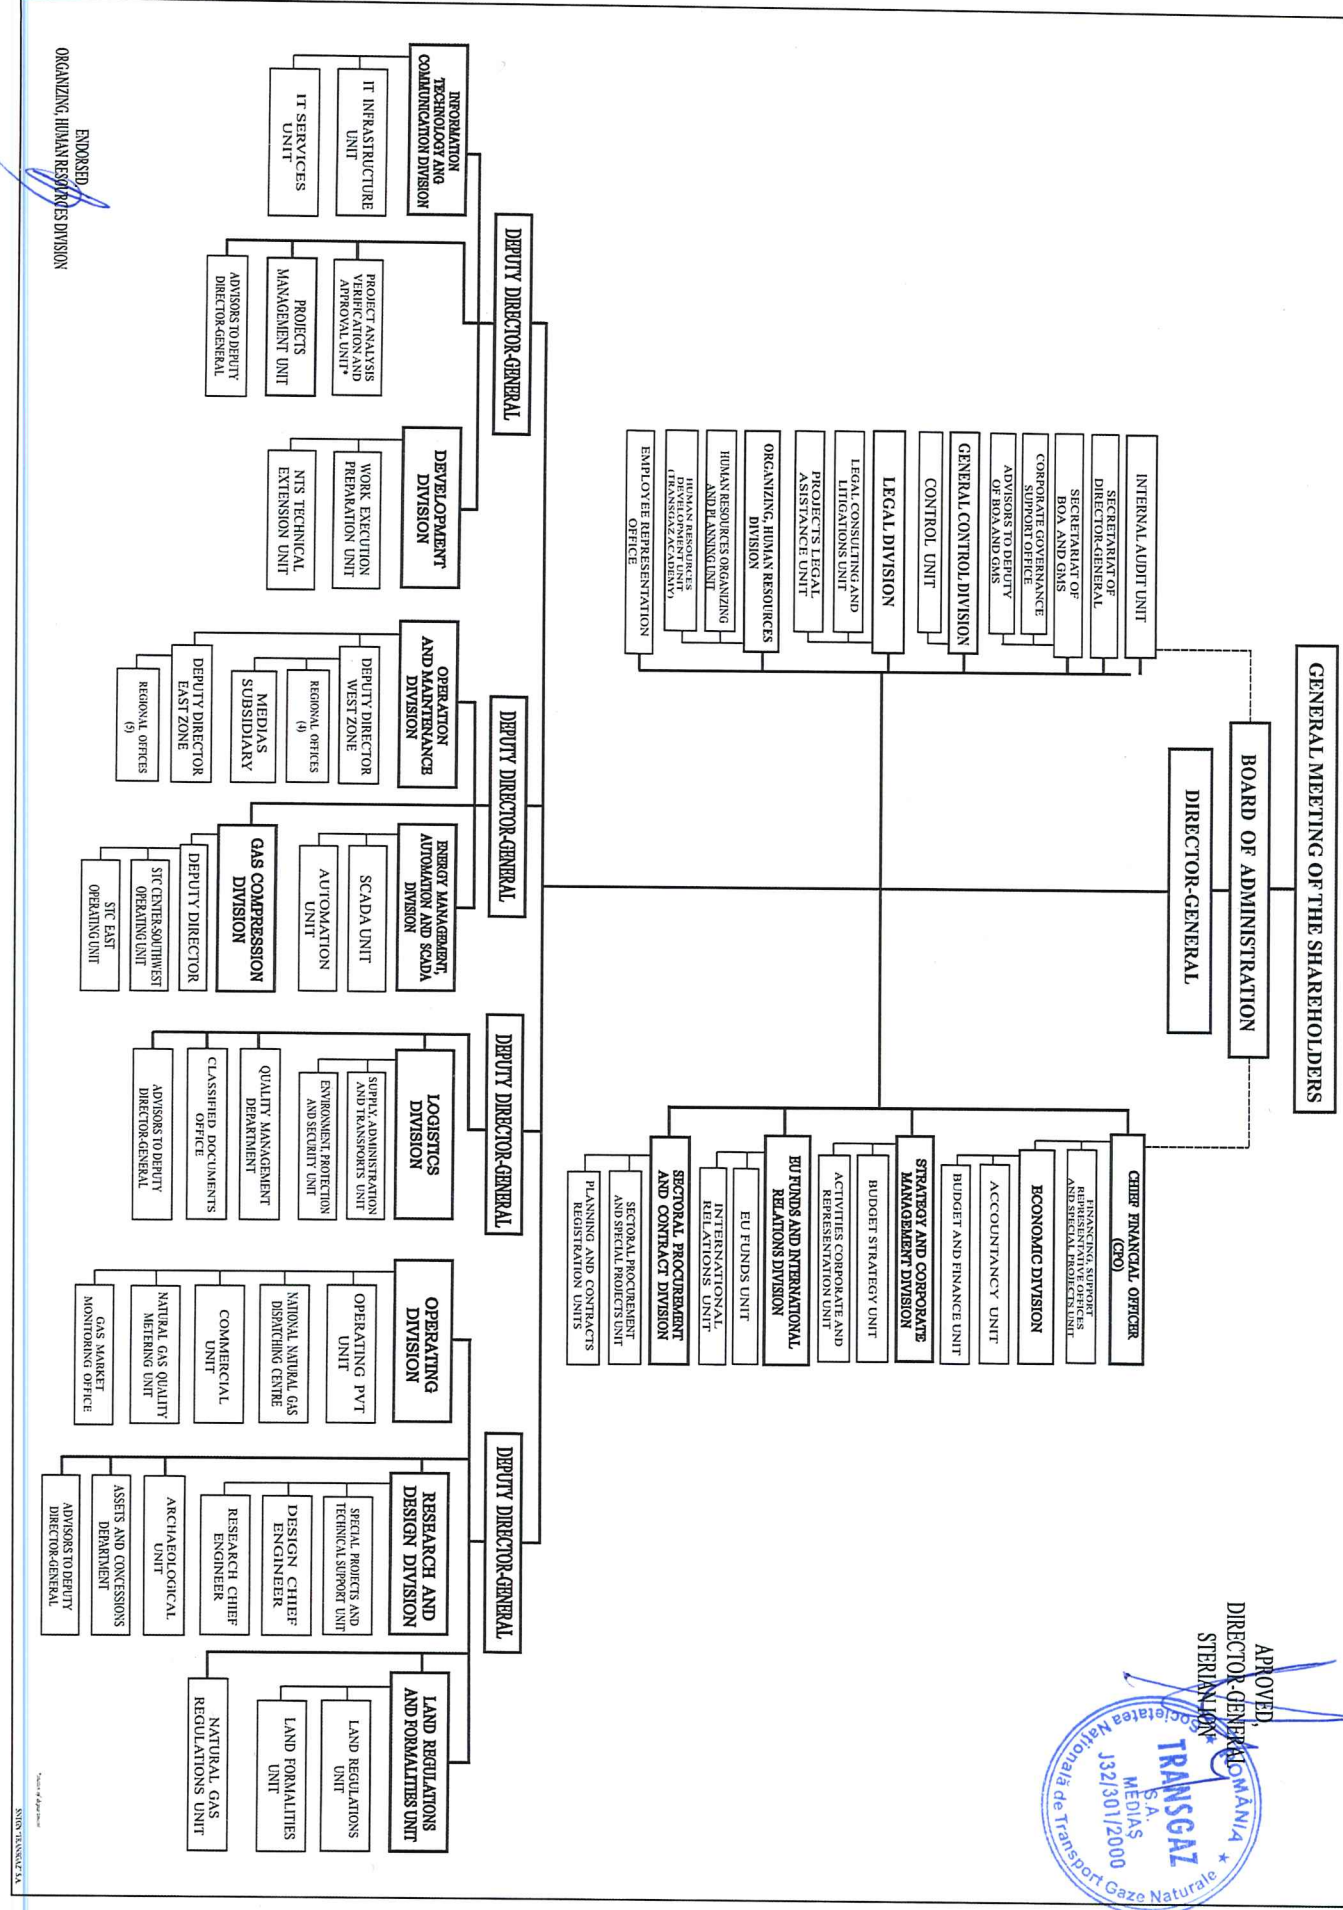 GENERAL MEETING OF THE SHAREHOLDERS
BOARD OF ADMINISTRATION
DIRECTOR-GENERAL
APROVED,
DIRECTOR-GENERAL
STERIAN ION
ROMÂNIA
Societatea Națională de Transport Gaze Naturale
TRANSGAZ
S.A.
MEDIAȘ
J32/301/2000
INTERNAL AUDIT UNIT
SECRETARIAT OF
DIRECTOR-GENERAL
SECRETARIAT OF
BOA AND GMS
CORPORATE GOVERNANCE
SUPPORT OFFICE
ADVISORS TO DEPUTY
OF BOA AND GMS
GENERAL CONTROL DIVISION
CONTROL UNIT
LEGAL DIVISION
LEGAL CONSULTING AND
LITIGATIONS UNIT
PROJECTS LEGAL
ASISTANCE UNIT
ORGANIZING, HUMAN RESOURCES
DIVISION
HUMAN RESOURCES ORGANIZING
AND PLANNING UNIT
HUMAN RESOURCES
DEVELOPMENT UNIT
(TRANSGAZ ACADEMY)
EMPLOYEE REPRESENTATION
OFFICE
CHIEF FINANCIAL OFFICER
(CPO)
FINANCING, SUPPORT
REPRESENTATIVE OFFICES
AND SPECIAL PROJECTS UNIT
ECONOMIC DIVISION
ACCOUNTANCY UNIT
BUDGET AND FINANCE UNIT
STRATEGY AND CORPORATE
MANAGEMENT DIVISION
BUDGET STRATEGY UNIT
ACTIVITIES CORPORATE AND
REPRESENTATION UNIT
EU FUNDS AND INTERNATIONAL
RELATIONS DIVISION
EU FUNDS UNIT
INTERNATIONAL
RELATIONS UNIT
SECTORAL PROCUREMENT
AND CONTRACT DIVISION
SECTORAL PROCUREMENT
AND SPECIAL PROJECTS UNIT
PLANNING AND CONTRACTS
REGISTRATION UNITS
DEPUTY DIRECTOR-GENERAL
INFORMATION
TECHNOLOGY ANG
COMMUNICATION DIVISION
IT INFRASTRUCTURE
UNIT
IT SERVICES
UNIT
PROJECT ANALYSIS
VERIFICATION AND
APPROVAL UNIT*
PROJECTS
MANAGEMENT UNIT
ADVISORS TO DEPUTY
DIRECTOR-GENERAL
DEVELOPMENT
DIVISION
WORK EXECUTION
PREPARATION UNIT
NTS TECHNICAL
EXTENSION UNIT
DEPUTY DIRECTOR-GENERAL
OPERATION
AND MAINTENANCE
DIVISION
DEPUTY DIRECTOR
WEST ZONE
REGIONAL OFFICES
(4)
MEDIAS
SUBSIDIARY
DEPUTY DIRECTOR
EAST ZONE
REGIONAL OFFICES
(5)
ENERGY MANAGEMENT,
AUTOMATION AND SCADA
DIVISION
SCADA UNIT
AUTOMATION
UNIT
GAS COMPRESSION
DIVISION
DEPUTY DIRECTOR
STC CENTER-SOUTHWEST
OPERATING UNIT
STC EAST
OPERATING UNIT
DEPUTY DIRECTOR-GENERAL
LOGISTICS
DIVISION
SUPPLY, ADMINISTRATION
AND TRANSPORTS UNIT
ENVIRONMENT, PROTECTION
AND SECURITY UNIT
QUALITY MANAGEMENT
DEPARTMENT
CLASSIFIED DOCUMENTS
OFFICE
ADVISORS TO DEPUTY
DIRECTOR-GENERAL
DEPUTY DIRECTOR-GENERAL
OPERATING
DIVISION
OPERATING PVT
UNIT
NATIONAL NATURAL GAS
DISPATCHING CENTRE
COMMERCIAL
UNIT
NATURAL GAS QUALITY
METERING UNIT
GAS MARKET
MONITORING OFFICE
RESEARCH AND
DESIGN DIVISION
SPECIAL PROJECTS AND
TECHNICAL SUPPORT UNIT
DESIGN CHIEF
ENGINEER
RESEARCH CHIEF
ENGINEER
ARCHAEOLOGICAL
UNIT
ASSETS AND CONCESSIONS
DEPARTMENT
ADVISORS TO DEPUTY
DIRECTOR-GENERAL
LAND REGULATIONS
AND FORMALITIES UNIT
LAND REGULATIONS
UNIT
LAND FORMALITIES
UNIT
NATURAL GAS
REGULATIONS UNIT
ENDORSED
ORGANIZING, HUMAN RESOURCES DIVISION
SNTGN "TRANSGAZ" SA